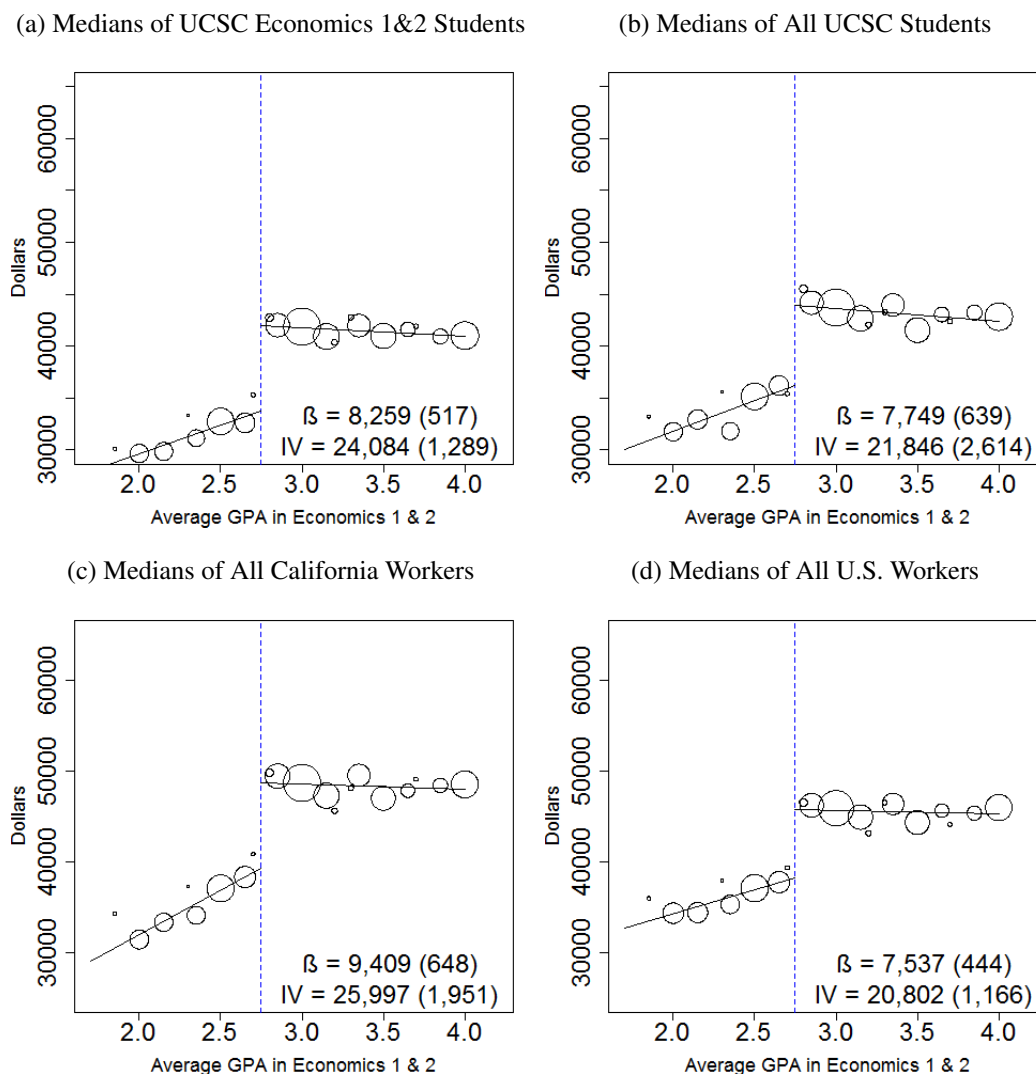 (a) Medians of UCSC Economics 1&2 Students
(b) Medians of All UCSC Students
Dollars
60000
50000
40000
30000
ß = 8,259 (517)
IV = 24,084 (1,289)
2.0 2.5 3.0 3.5 4.0
Average GPA in Economics 1 & 2
Dollars
60000
50000
40000
30000
ß = 7,749 (639)
IV = 21,846 (2,614)
2.0 2.5 3.0 3.5 4.0
Average GPA in Economics 1 & 2
(c) Medians of All California Workers
(d) Medians of All U.S. Workers
Dollars
60000
50000
40000
30000
ß = 9,409 (648)
IV = 25,997 (1,951)
2.0 2.5 3.0 3.5 4.0
Average GPA in Economics 1 & 2
Dollars
60000
50000
40000
30000
ß = 7,537 (444)
IV = 20,802 (1,166)
2.0 2.5 3.0 3.5 4.0
Average GPA in Economics 1 & 2